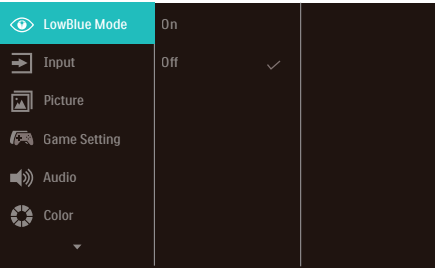 LowBlue Mode
On
Input
Off
Picture
Game Setting
Audio
Color